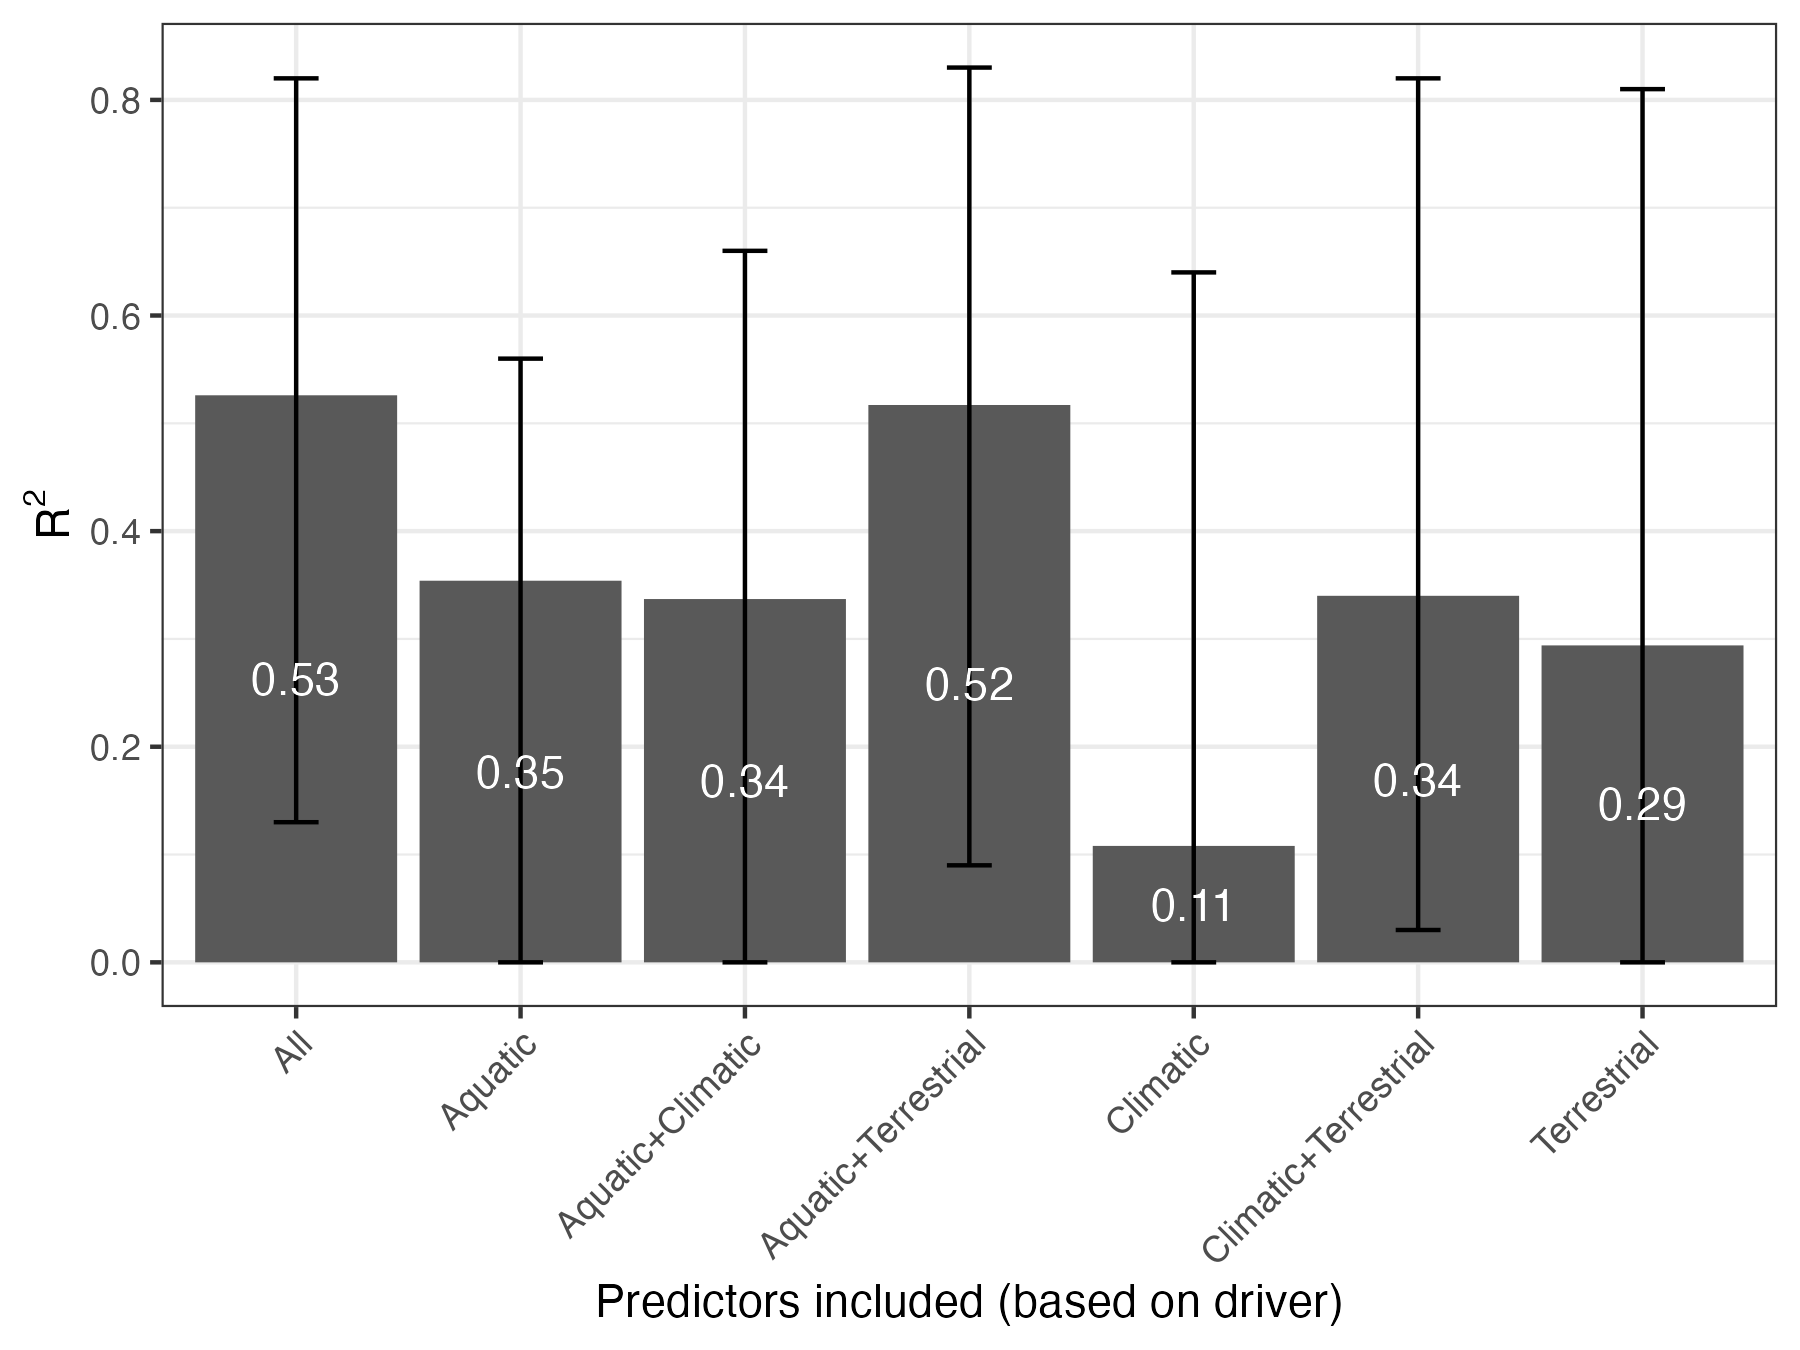 R²
0.8
0.6
0.4
0.2
0.0
0.53
0.35
0.34
0.52
0.11
0.34
0.29
All
Aquatic
Aquatic+Climatic
Aquatic+Terrestrial
Climatic
Climatic+Terrestrial
Terrestrial
Predictors included (based on driver)